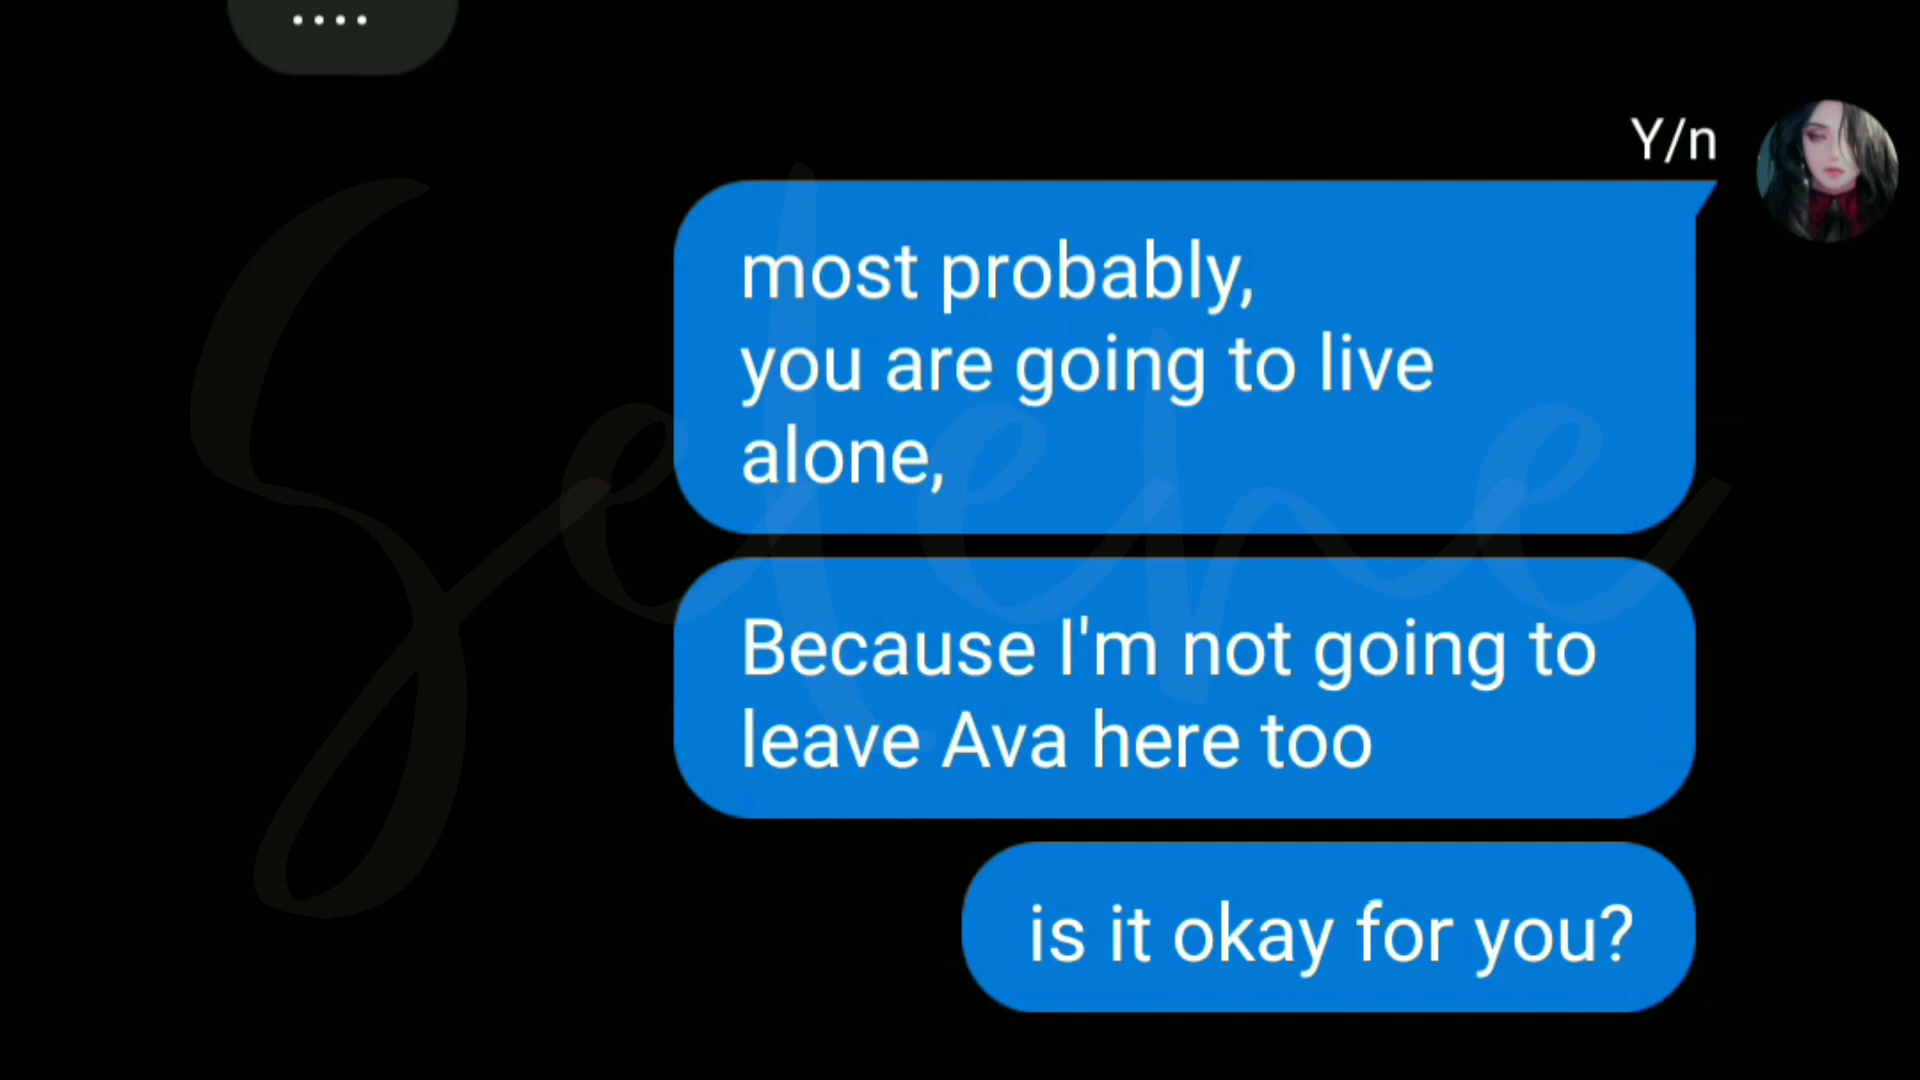 ....
Y/n
most probably,
you are going to live
alone,
Because I'm not going to
leave Ava here too
is it okay for you?
Selene